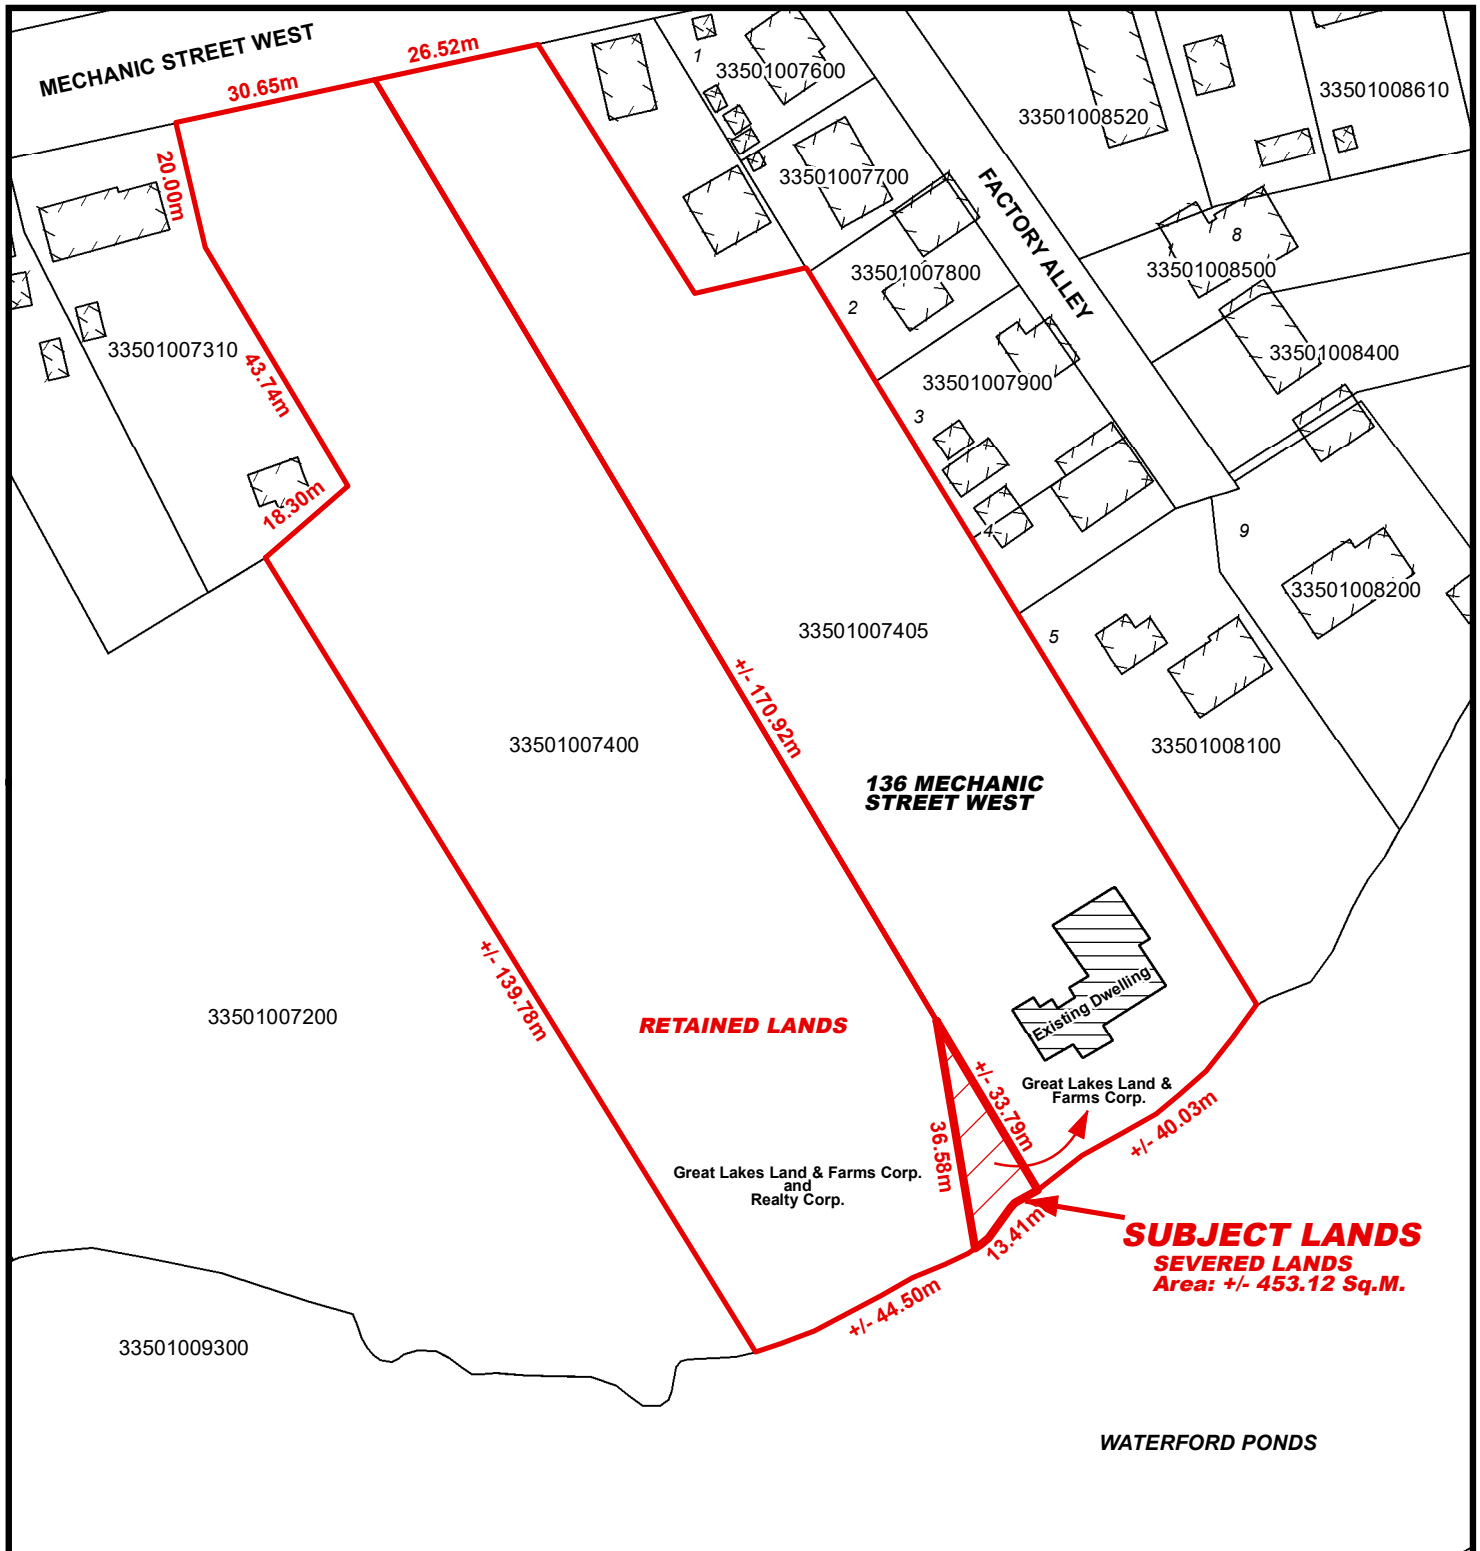 MECHANIC STREET WEST
30.65m
26.52m
20.00m
43.74m
18.30m
1
33501007600
33501007700
33501008520
33501008610
FACTORY ALLEY
33501007800
2
8
33501008500
33501007310
33501007900
3
33501008400
4
9
33501008200
5
33501007405
33501007400
+/- 170.92m
33501008100
136 MECHANIC
STREET WEST
+/- 139.78m
33501007200
RETAINED LANDS
Existing Dwelling
Great Lakes Land &
Farms Corp.
+/- 33.79m
36.58m
+/- 40.03m
Great Lakes Land & Farms Corp.
and
Realty Corp.
13.41m
SUBJECT LANDS
SEVERED LANDS
Area: +/- 453.12 Sq.M.
+/- 44.50m
33501009300
WATERFORD PONDS